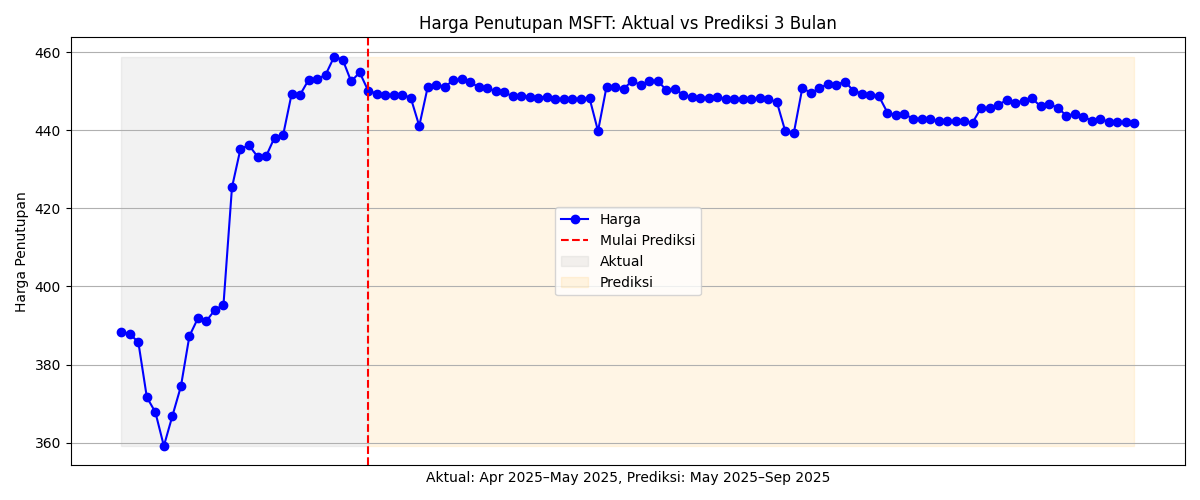 Harga Penutupan MSFT: Aktual vs Prediksi 3 Bulan
Harga Penutupan
460
440
420
400
380
360
Harga
Mulai Prediksi
Aktual
Prediksi
Aktual: Apr 2025–May 2025, Prediksi: May 2025–Sep 2025